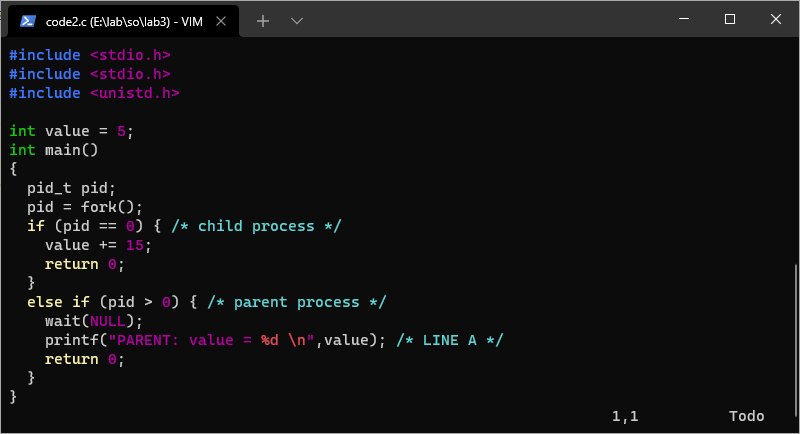 code2.c (E:\lab\so\lab3) - VIM
#include <stdio.h>
#include <stdio.h>
#include <unistd.h>

int value = 5;
int main()
{
  pid_t pid;
  pid = fork();
  if (pid == 0) { /* child process */
    value += 15;
    return 0;
  }
  else if (pid > 0) { /* parent process */
    wait(NULL);
    printf("PARENT: value = %d \n",value); /* LINE A */
    return 0;
  }
}
1,1 Todo